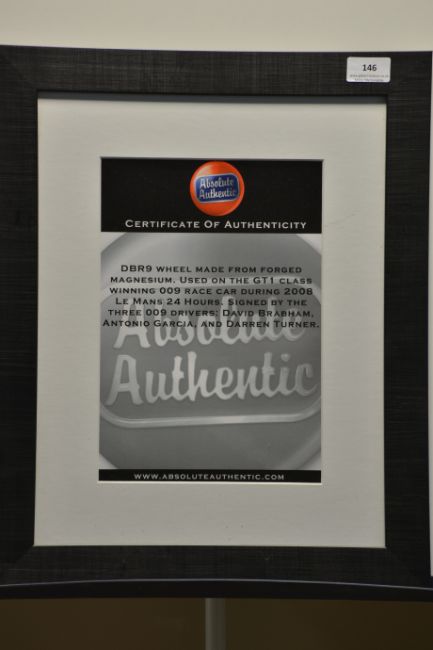 146
Absolute
Authentic
CERTIFICATE OF AUTHENTICITY
DBR9 WHEEL MADE FROM FORGED
MAGNESIUM. USED ON THE GT1 CLASS
WINNING 009 RACE CAR DURING 2008
LE MANS 24 HOURS. SIGNED BY THE
THREE 009 DRIVERS: DAVID BRABHAM,
ANTONIO GARCIA, AND DARREN TURNER.
Absolute
Authentic
WWW.ABSOLUTEAUTHENTIC.COM